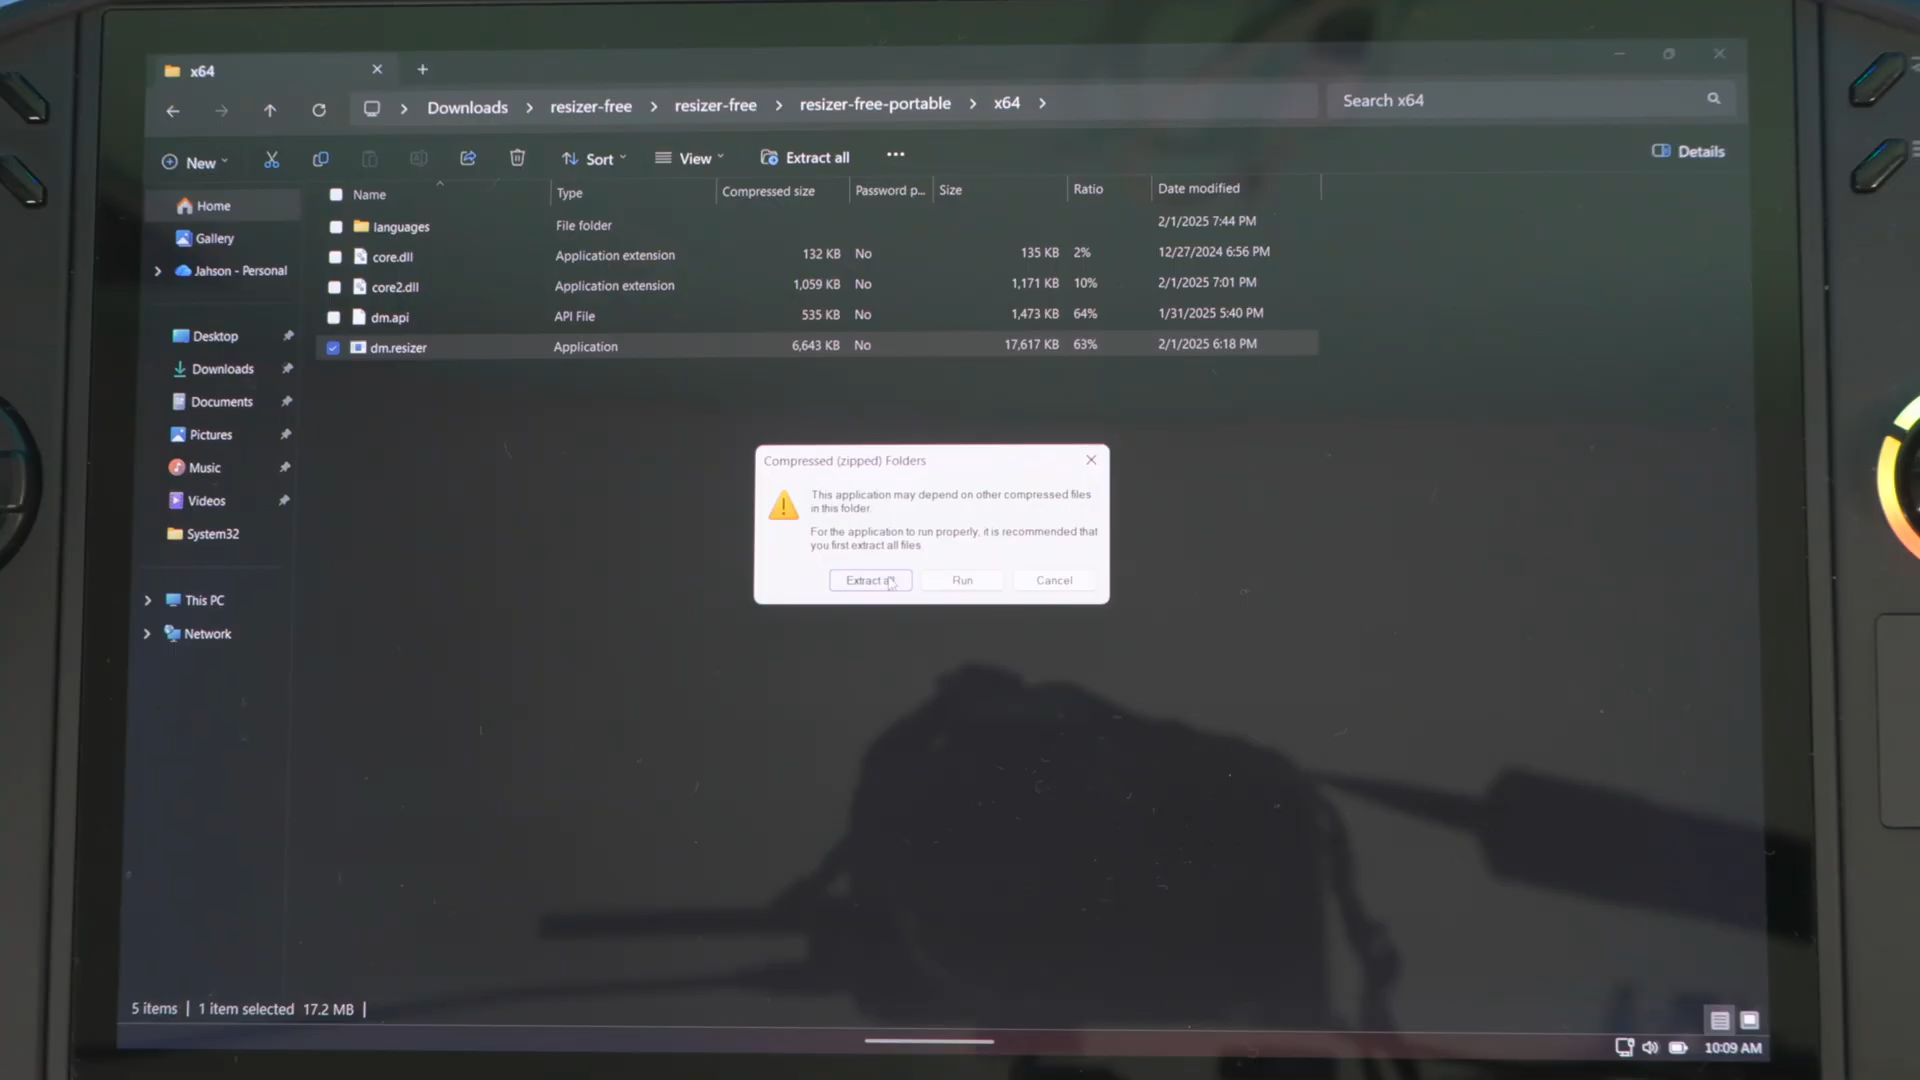 x64
Downloads > resizer-free > resizer-free > resizer-free-portable > x64 >
Search x64
New
Sort
View
Extract all
...
Details
Name Type Compressed size Password p... Size Ratio Date modified
languages File folder 2/1/2025 7:44 PM
core.dll Application extension 132 KB No 135 KB 2% 12/27/2024 6:56 PM
core2.dll Application extension 1,059 KB No 1,171 KB 10% 2/1/2025 7:01 PM
dm.api API File 535 KB No 1,473 KB 64% 1/31/2025 5:40 PM
dm.resizer Application 6,643 KB No 17,617 KB 63% 2/1/2025 6:18 PM
Home
Gallery
Jahson - Personal
Desktop
Downloads
Documents
Pictures
Music
Videos
System32
This PC
Network
Compressed (zipped) Folders
This application may depend on other compressed files
in this folder.
For the application to run properly, it is recommended that
you first extract all files
Extract all
Run
Cancel
5 items | 1 item selected 17.2 MB |
10:09 AM